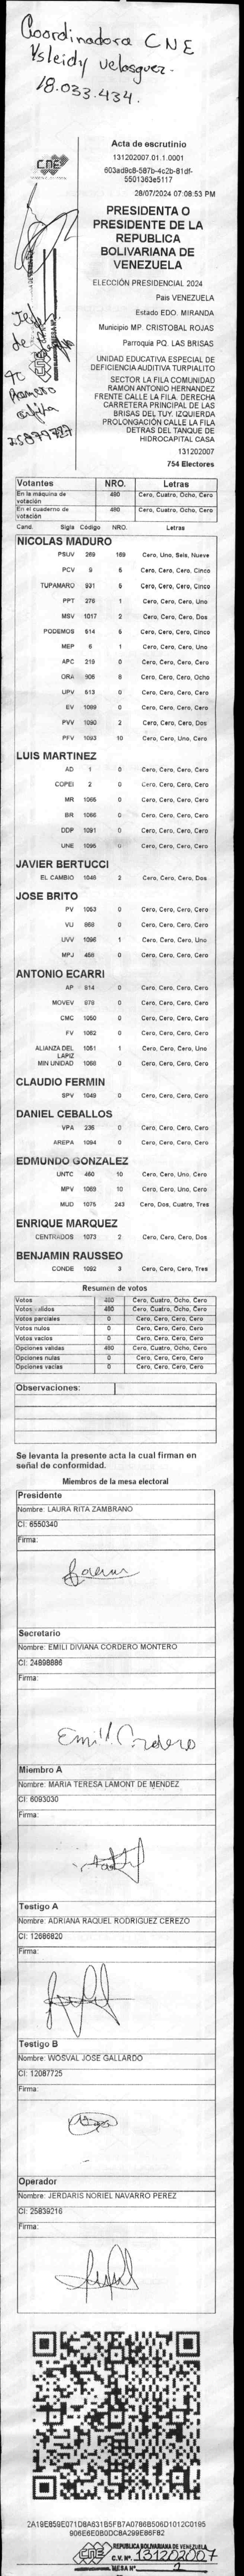 Coordinadora CNE
Ysleidy Velasquez.
18.033.434.
Acta de escrutinio
131202007.01.1.0001
603ad9c8-587b-4c2b-81df-
5501363e5117
28/07/2024 07:08:53 PM
CNE
PRESIDENTA O
PRESIDENTE DE LA
REPUBLICA
BOLIVARIANA DE
VENEZUELA
ELECCIÓN PRESIDENCIAL 2024
Pais VENEZUELA
Estado EDO. MIRANDA
Municipio MP. CRISTOBAL ROJAS
Parroquia PQ. LAS BRISAS
UNIDAD EDUCATIVA ESPECIAL DE
DEFICIENCIA AUDITIVA TURPIALITO
SECTOR LA FILA COMUNIDAD
RAMON ANTONIO HERNANDEZ
FRENTE CALLE LA FILA. DERECHA
CARRETERA PRINCIPAL DE LAS
BRISAS DEL TUY. IZQUIERDA
PROLONGACIÓN CALLE LA FILA
DETRAS DEL TANQUE DE
HIDROCAPITAL CASA
131202007
754 Electores
Votantes NRO. Letras
En la máquina de votación 480 Cero, Cuatro, Ocho, Cero
En el cuaderno de votación 480 Cero, Cuatro, Ocho, Cero
Cand. Sigla Código NRO. Letras
NICOLAS MADURO
PSUV 269 169 Cero, Uno, Seis, Nueve
PCV 9 5 Cero, Cero, Cero, Cinco
TUPAMARO 931 5 Cero, Cero, Cero, Cinco
PPT 276 1 Cero, Cero, Cero, Uno
MSV 1017 2 Cero, Cero, Cero, Dos
PODEMOS 514 5 Cero, Cero, Cero, Cinco
MEP 6 1 Cero, Cero, Cero, Uno
APC 219 0 Cero, Cero, Cero, Cero
ORA 906 8 Cero, Cero, Cero, Ocho
UPV 513 0 Cero, Cero, Cero, Cero
EV 1089 0 Cero, Cero, Cero, Cero
PVV 1090 2 Cero, Cero, Cero, Dos
PFV 1093 10 Cero, Cero, Uno, Cero
LUIS MARTINEZ
AD 1 0 Cero, Cero, Cero, Cero
COPEI 2 0 Cero, Cero, Cero, Cero
MR 1065 0 Cero, Cero, Cero, Cero
BR 1066 0 Cero, Cero, Cero, Cero
DDP 1091 0 Cero, Cero, Cero, Cero
UNE 1095 0 Cero, Cero, Cero, Cero
JAVIER BERTUCCI
EL CAMBIO 1046 2 Cero, Cero, Cero, Dos
JOSE BRITO
PV 1053 0 Cero, Cero, Cero, Cero
VU 868 0 Cero, Cero, Cero, Cero
UVV 1096 1 Cero, Cero, Cero, Uno
MPJ 456 0 Cero, Cero, Cero, Cero
ANTONIO ECARRI
AP 814 0 Cero, Cero, Cero, Cero
MOVEV 978 0 Cero, Cero, Cero, Cero
CMC 1050 0 Cero, Cero, Cero, Cero
FV 1062 0 Cero, Cero, Cero, Cero
ALIANZA DEL LAPIZ 1051 1 Cero, Cero, Cero, Uno
MIN UNIDAD 1068 0 Cero, Cero, Cero, Cero
CLAUDIO FERMIN
SPV 1049 0 Cero, Cero, Cero, Cero
DANIEL CEBALLOS
VPA 236 0 Cero, Cero, Cero, Cero
AREPA 1094 0 Cero, Cero, Cero, Cero
EDMUNDO GONZALEZ
UNTC 460 10 Cero, Cero, Uno, Cero
MPV 1069 10 Cero, Cero, Uno, Cero
MUD 1075 243 Cero, Dos, Cuatro, Tres
ENRIQUE MARQUEZ
CENTRADOS 1073 2 Cero, Cero, Cero, Dos
BENJAMIN RAUSSEO
CONDE 1082 3 Cero, Cero, Cero, Tres
Resumen de votos
Votos 480 Cero, Cuatro, Ocho, Cero
Votos validos 480 Cero, Cuatro, Ocho, Cero
Votos parciales 0 Cero, Cero, Cero, Cero
Votos nulos 0 Cero, Cero, Cero, Cero
Votos vacios 0 Cero, Cero, Cero, Cero
Opciones validas 480 Cero, Cuatro, Ocho, Cero
Opciones nulas 0 Cero, Cero, Cero, Cero
Opciones vacias 0 Cero, Cero, Cero, Cero
Observaciones:
Se levanta la presente acta la cual firman en
señal de conformidad.
Miembros de la mesa electoral
Presidente
Nombre: LAURA RITA ZAMBRANO
CI: 6550340
Firma:
Secretario
Nombre: EMILI DIVIANA CORDERO MONTERO
CI: 24898886
Firma:
Emili Cordero
Miembro A
Nombre: MARIA TERESA LAMONT DE MENDEZ
CI: 6093030
Firma:
Testigo A
Nombre: ADRIANA RAQUEL RODRIGUEZ CEREZO
CI: 12686820
Firma:
Testigo B
Nombre: WOSVAL JOSE GALLARDO
CI: 12087725
Firma:
Operador
Nombre: JERDARIS NORIEL NAVARRO PEREZ
CI: 25839216
Firma:
2A18E859E071D8A631B5FB7A0786B506D1012C0195
906E6E0B0DC8A299E86F82
CNE
REPUBLICA BOLIVARIANA DE VENEZUELA
C.V. Nº. 131202007
MESA Nº 1